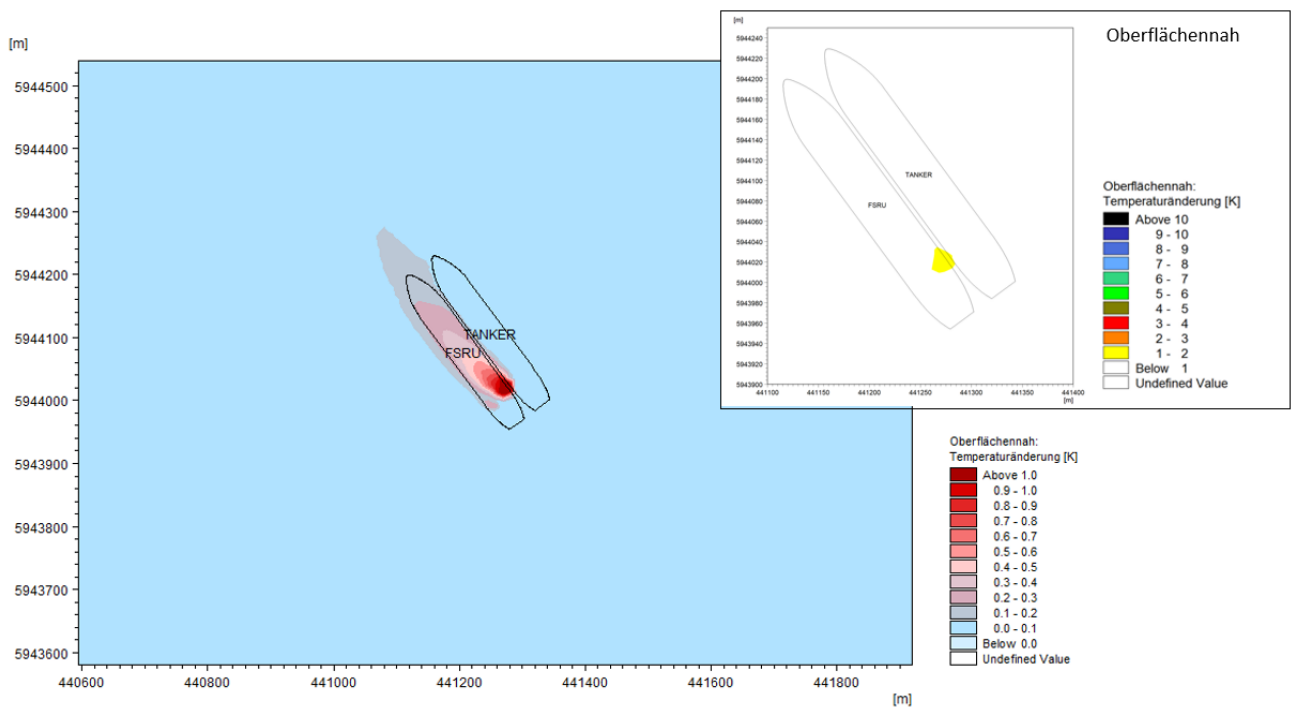 [m]
5944500
5944400
5944300
5944200
5944100
5944000
5943900
5943800
5943700
5943600
TANKER
FSRU
440600
440800
441000
441200
441400
441600
441800
[m]
[m]
Oberflächennah
5944240
5944220
5944200
5944180
5944160
5944140
5944120
5944100
5944080
5944060
5944040
5944020
5944000
5943980
5943960
5943940
5943920
5943900
TANKER
FSRU
441100
441150
441200
441250
441300
441350
441400
[m]
Oberflächennah:
Temperaturänderung [K]
Above 10
9 - 10
8 - 9
7 - 8
6 - 7
5 - 6
4 - 5
3 - 4
2 - 3
1 - 2
Below 1
Undefined Value
Oberflächennah:
Temperaturänderung [K]
Above 1.0
0.9 - 1.0
0.8 - 0.9
0.7 - 0.8
0.6 - 0.7
0.5 - 0.6
0.4 - 0.5
0.3 - 0.4
0.2 - 0.3
0.1 - 0.2
0.0 - 0.1
Below 0.0
Undefined Value